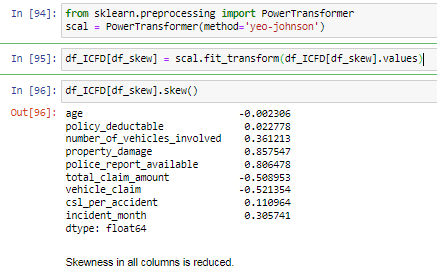 In [94]: from sklearn.preprocessing import PowerTransformer
scal = PowerTransformer(method='yeo-johnson')
In [95]: df_ICFD[df_skew] = scal.fit_transform(df_ICFD[df_skew].values)
In [96]: df_ICFD[df_skew].skew()
Out[96]: age -0.002306
policy_deductable 0.022778
number_of_vehicles_involved 0.361213
property_damage 0.857547
police_report_available 0.806478
total_claim_amount -0.508953
vehicle_claim -0.521354
csl_per_accident 0.110964
incident_month 0.305741
dtype: float64
Skewness in all columns is reduced.